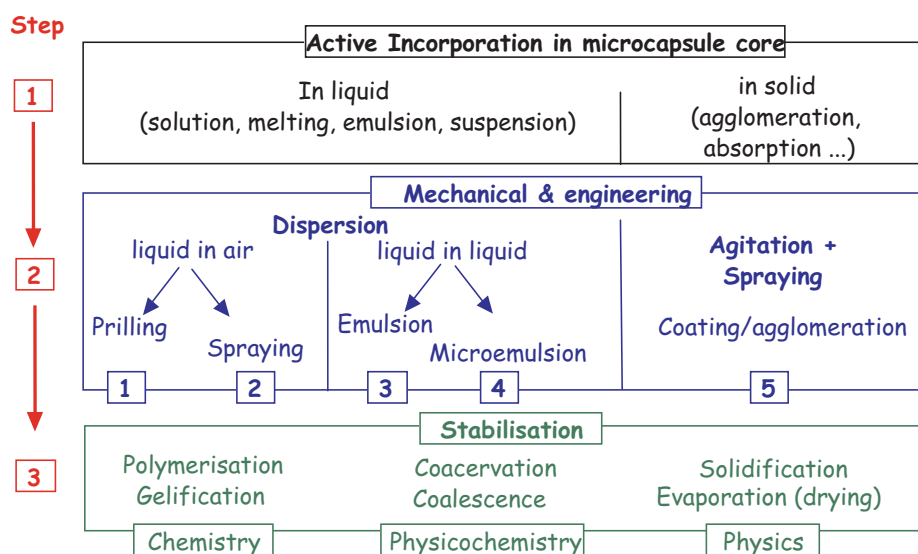 Step
Active Incorporation in microcapsule core
1
In liquid
(solution, melting, emulsion, suspension)
in solid
(agglomeration,
absorption ...)
Mechanical & engineering
2
Dispersion
liquid in air
liquid in liquid
Prilling
Spraying
Emulsion
Microemulsion
Agitation +
Spraying
Coating/agglomeration
1
2
3
4
5
Stabilisation
3
Polymerisation
Gelification
Coacervation
Coalescence
Solidification
Evaporation (drying)
Chemistry
Physicochemistry
Physics